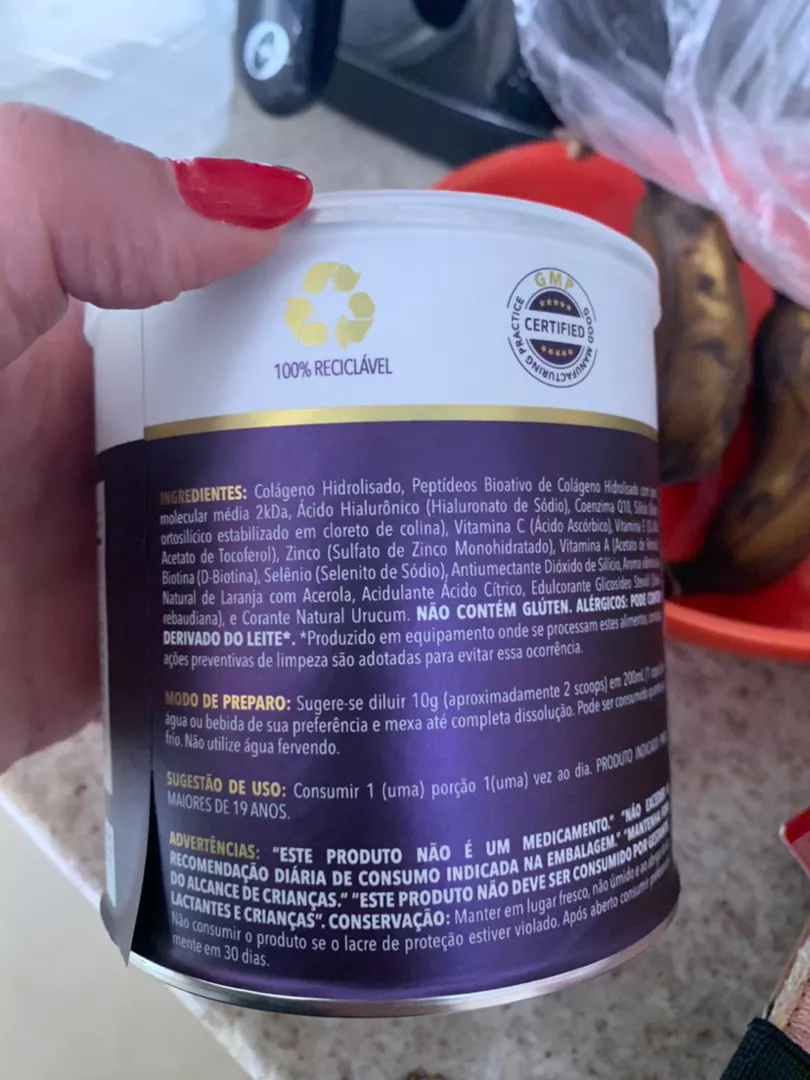 100% RECICLÁVEL
GMP
CERTIFIED
GOOD MANUFACTURING PRACTICE
INGREDIENTES: Colágeno Hidrolisado, Peptídeos Bioativo de Colágeno Hidrolisado com
molecular média 2kDa, Ácido Hialurônico (Hialuronato de Sódio), Coenzima Q10, Silício
ortosilícico estabilizado em cloreto de colina), Vitamina C (Ácido Ascórbico), Vitamina E
Acetato de Tocoferol), Zinco (Sulfato de Zinco Monohidratado), Vitamina A (Acetato de
Biotina (D-Biotina), Selênio (Selenito de Sódio), Antiumectante Dióxido de Silício, Aroma
Natural de Laranja com Acerola, Acidulante Ácido Cítrico, Edulcorante Glicosídeo
rebaudiana), e Corante Natural Urucum. NÃO CONTÉM GLÚTEN. ALÉRGICOS: PODE
DERIVADO DO LEITE*. *Produzido em equipamento onde se processam estes alimentos,
ações preventivas de limpeza são adotadas para evitar essa ocorrência.
MODO DE PREPARO: Sugere-se diluir 10g (aproximadamente 2 scoops) em 200mL
água ou bebida de sua preferência e mexa até completa dissolução. Pode ser consumido
frio. Não utilize água fervendo.
SUGESTÃO DE USO: Consumir 1 (uma) porção 1(uma) vez ao dia. PRODUTO INDICADO
MAIORES DE 19 ANOS.
ADVERTÊNCIAS: "ESTE PRODUTO NÃO É UM MEDICAMENTO." "NÃO EXCEDER A
RECOMENDAÇÃO DIÁRIA DE CONSUMO INDICADA NA EMBALAGEM." "MANTENHA
DO ALCANCE DE CRIANÇAS." "ESTE PRODUTO NÃO DEVE SER CONSUMIDO POR
LACTANTES E CRIANÇAS". CONSERVAÇÃO: Manter em lugar fresco, não úmido e ao
Não consumir o produto se o lacre de proteção estiver violado. Após aberto consumir
mente em 30 dias.